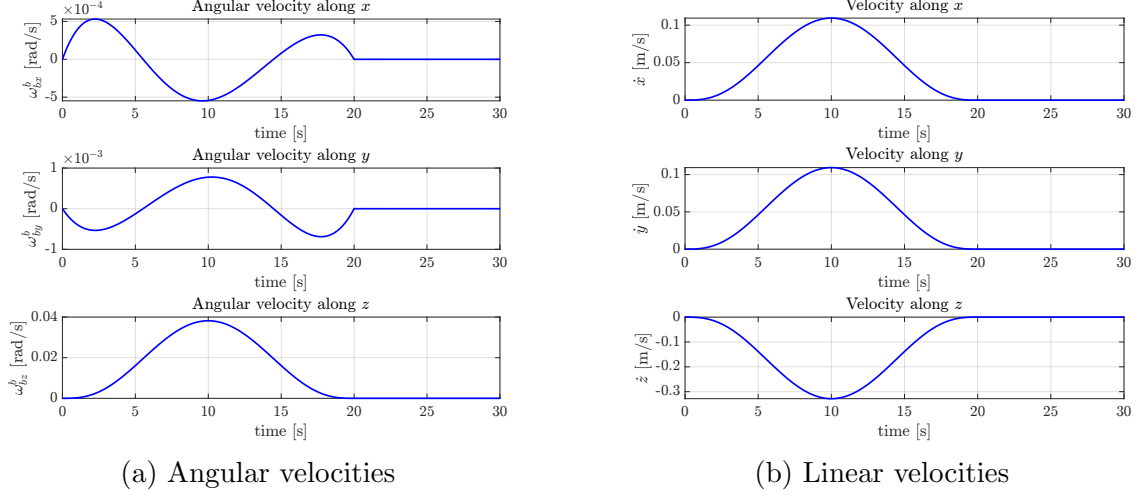 Angular velocity along x
×10⁻⁴
5
0
-5
ω^b_bx [rad/s]
0 5 10 15 20 25 30
time [s]
Angular velocity along y
×10⁻³
1
0
-1
ω^b_by [rad/s]
0 5 10 15 20 25 30
time [s]
Angular velocity along z
0.04
0.02
0
ω^b_bz [rad/s]
0 5 10 15 20 25 30
time [s]
(a) Angular velocities
Velocity along x
0.1
0.05
0
ẋ [m/s]
0 5 10 15 20 25 30
time [s]
Velocity along y
0.1
0.05
0
ẏ [m/s]
0 5 10 15 20 25 30
time [s]
Velocity along z
0
-0.1
-0.2
-0.3
ż [m/s]
0 5 10 15 20 25 30
time [s]
(b) Linear velocities